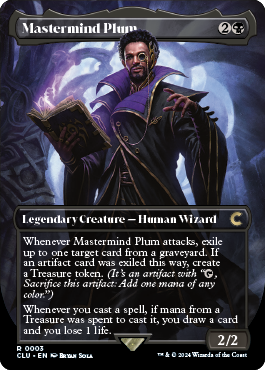 Mastermind Plum 2
Legendary Creature — Human Wizard
Whenever Mastermind Plum attacks, exile
up to one target card from a graveyard. If
an artifact card was exiled this way, create
a Treasure token. (It's an artifact with “, 
Sacrifice this artifact: Add one mana of any
color.”)
Whenever you cast a spell, if mana from a
Treasure was spent to cast it, you draw a card
and you lose 1 life.
2/2
R 0003
CLU • EN BRYAN SOLA
™ & © 2024 Wizards of the Coast